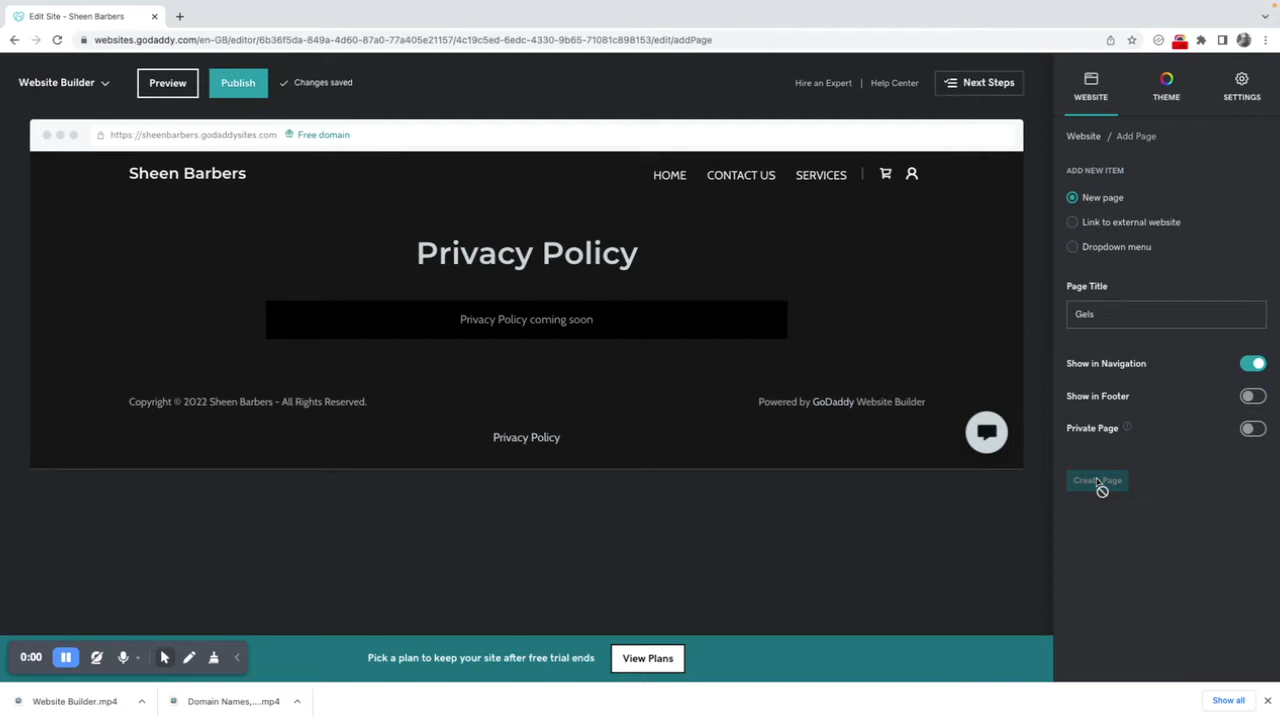 Edit Site - Sheen Barbers
websites.godaddy.com/en-GB/editor/6b36f5da-849a-4d60-87a0-77a405e21157/4c19c5ed-6edc-4330-9b65-71081c898153/edit/addPage
Website Builder
Preview
Publish
Changes saved
Hire an Expert | Help Center
Next Steps
WEBSITE
THEME
SETTINGS
https://sheenbarbers.godaddysites.com
Free domain
Website / Add Page
Sheen Barbers
HOME
CONTACT US
SERVICES
ADD NEW ITEM
New page
Link to external website
Dropdown menu
Privacy Policy
Page Title
Gels
Privacy Policy coming soon
Show in Navigation
Show in Footer
Private Page
Copyright © 2022 Sheen Barbers - All Rights Reserved.
Powered by GoDaddy Website Builder
Privacy Policy
Create Page
0:00
Pick a plan to keep your site after free trial ends
View Plans
Website Builder.mp4
Domain Names,....mp4
Show all